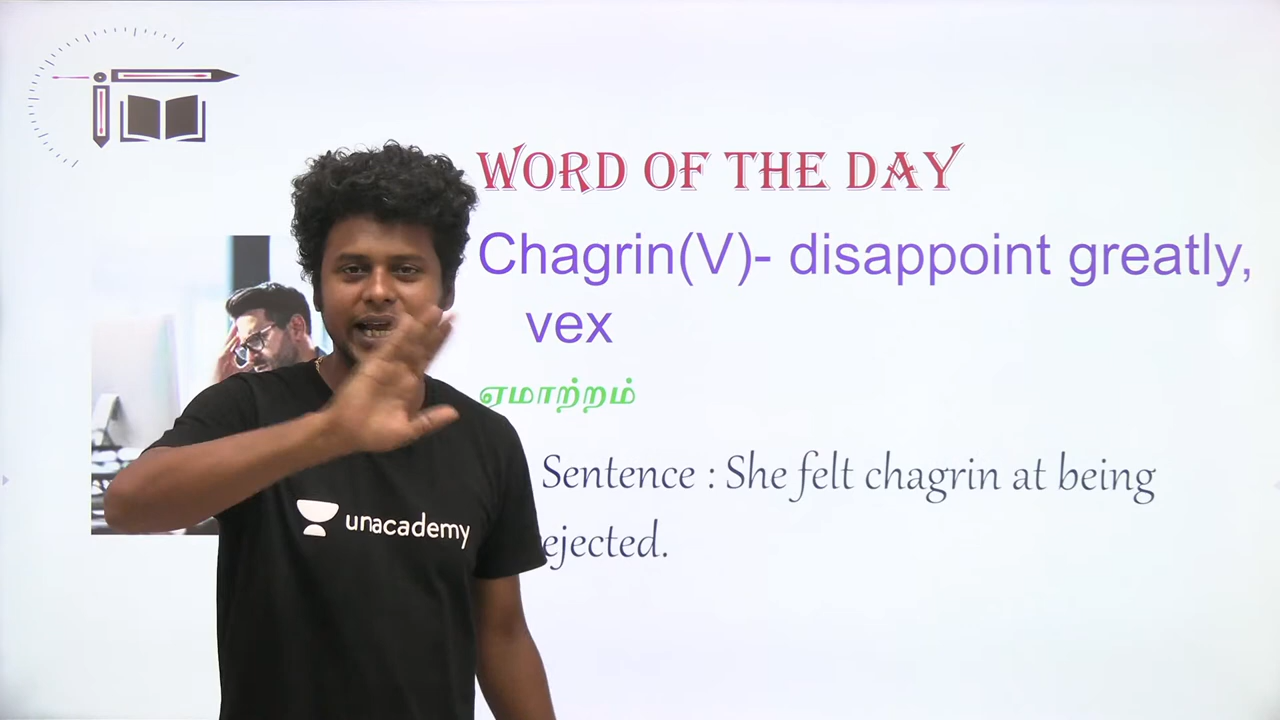 WORD OF THE DAY
Chagrin(V)- disappoint greatly,
vex
ஏமாற்றம்
Sentence : She felt chagrin at being
ejected.
unacademy